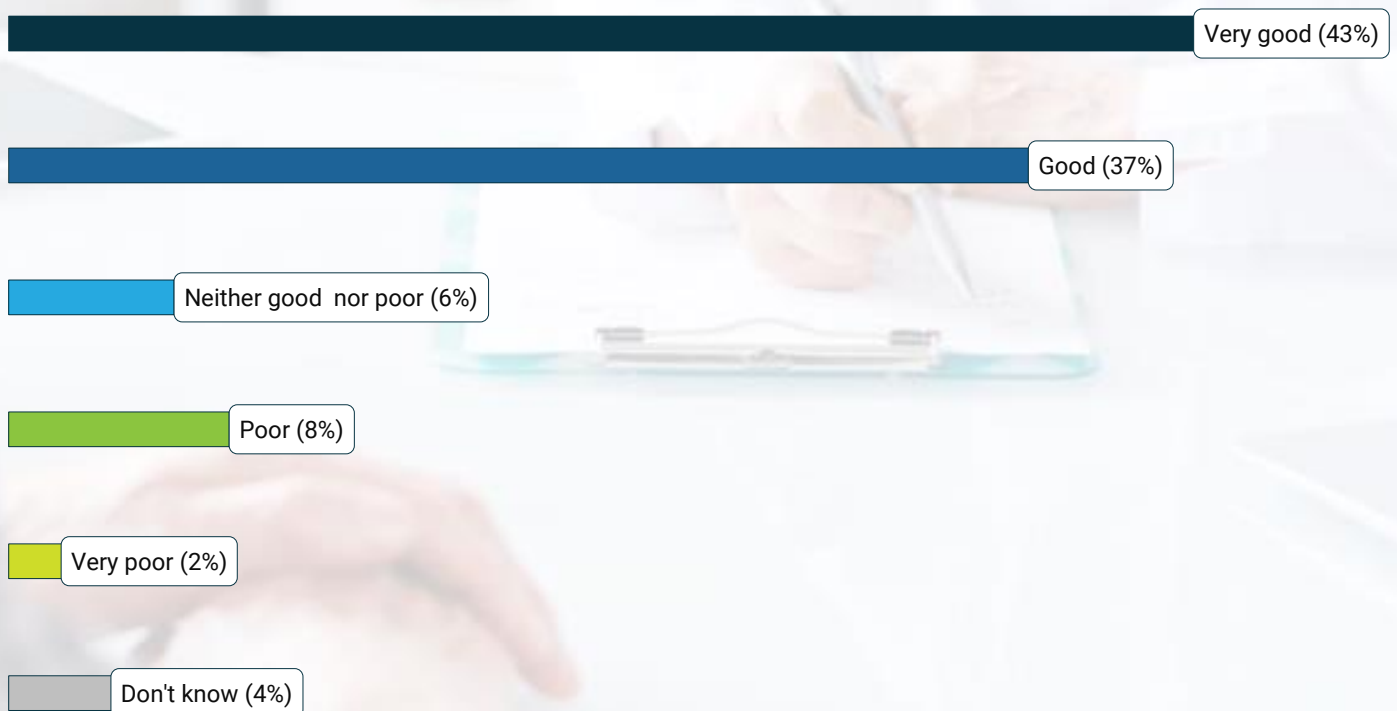 Very good (43%)
Good (37%)
Neither good  nor poor (6%)
Poor (8%)
Very poor (2%)
Don't know (4%)